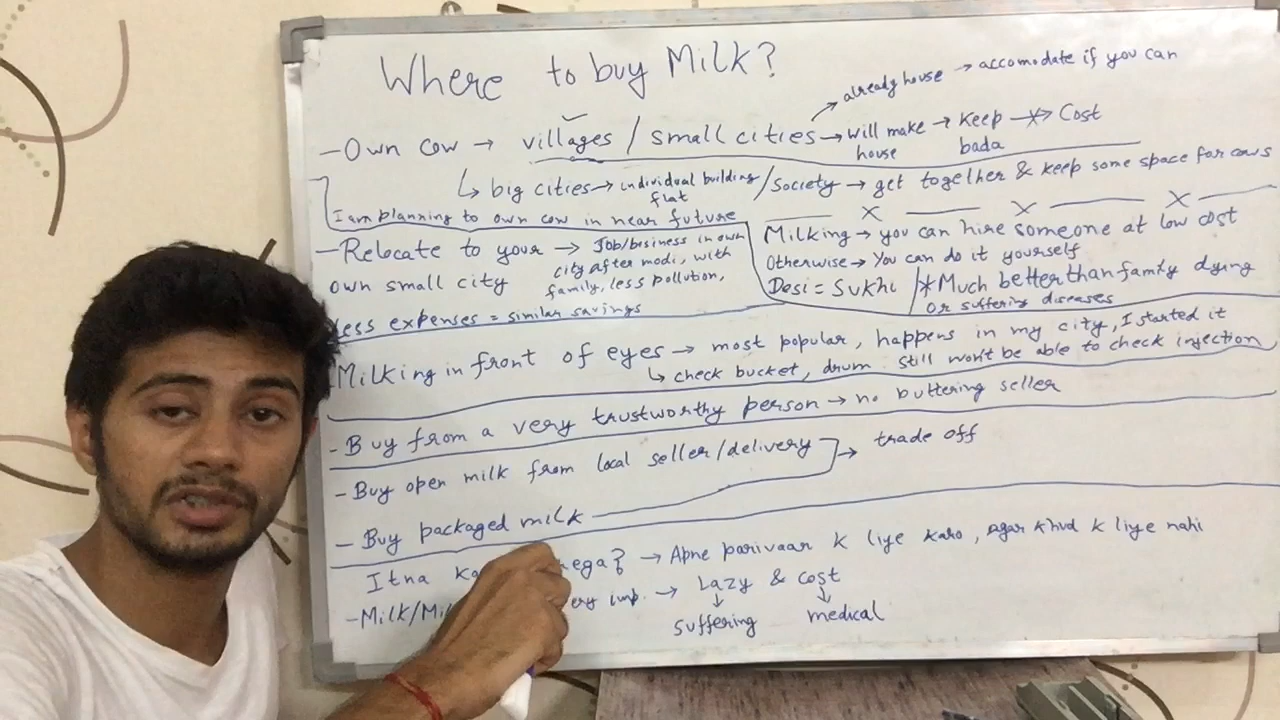 Where to buy Milk?
already house → accomodate if you can
- Own cow → villages / small cities → will make house → Keep bada → Cost
↳ big cities → individual building flat / Society → get together & keep some space for cows
I am planning to own cow in near future
- Relocate to your own small city → Job/business in own city after modi, with family, less pollution,
less expenses = similar savings
Milking → you can hire someone at low cost
Otherwise → You can do it yourself
Desi = Sukhi
* Much better than family dying or suffering diseases
Milking in front of eyes → most popular, happens in my city, I started it
↳ check bucket, drum. still won't be able to check injection
- Buy from a very trustworthy person → no buttering seller
- Buy open milk from local seller/delivery → trade off
- Buy packaged milk
Itna → Apne parivaar k liye karo, agar khud k liye nahi
- Milk/ imp. → Lazy & cost
suffering medical